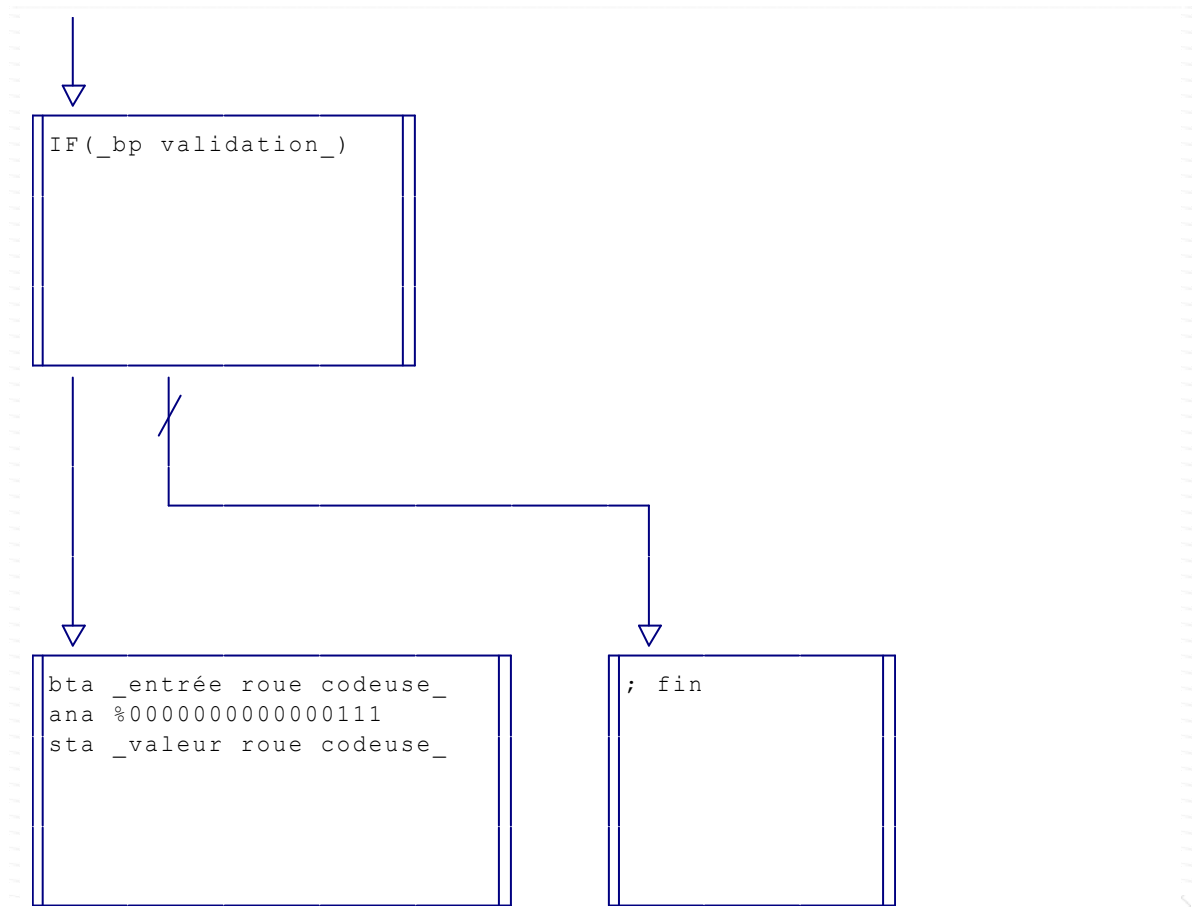 IF(_bp validation_)
bta _entrée roue codeuse_
ana %0000000000000111
sta _valeur roue codeuse_
; fin